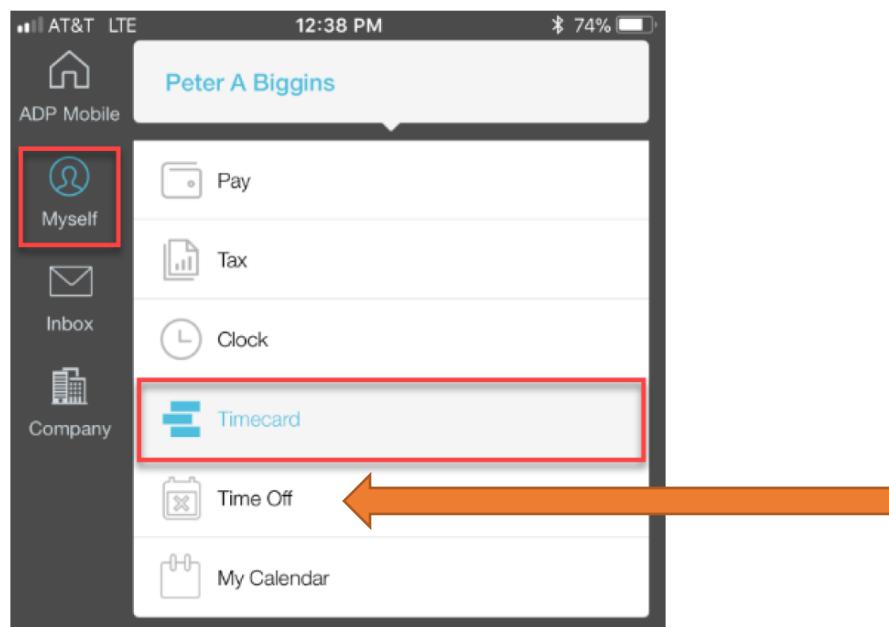 AT&T LTE 12:38 PM 74%
ADP Mobile
Peter A Biggins
Myself
Pay
Tax
Inbox
Clock
Company
Timecard
Time Off
My Calendar